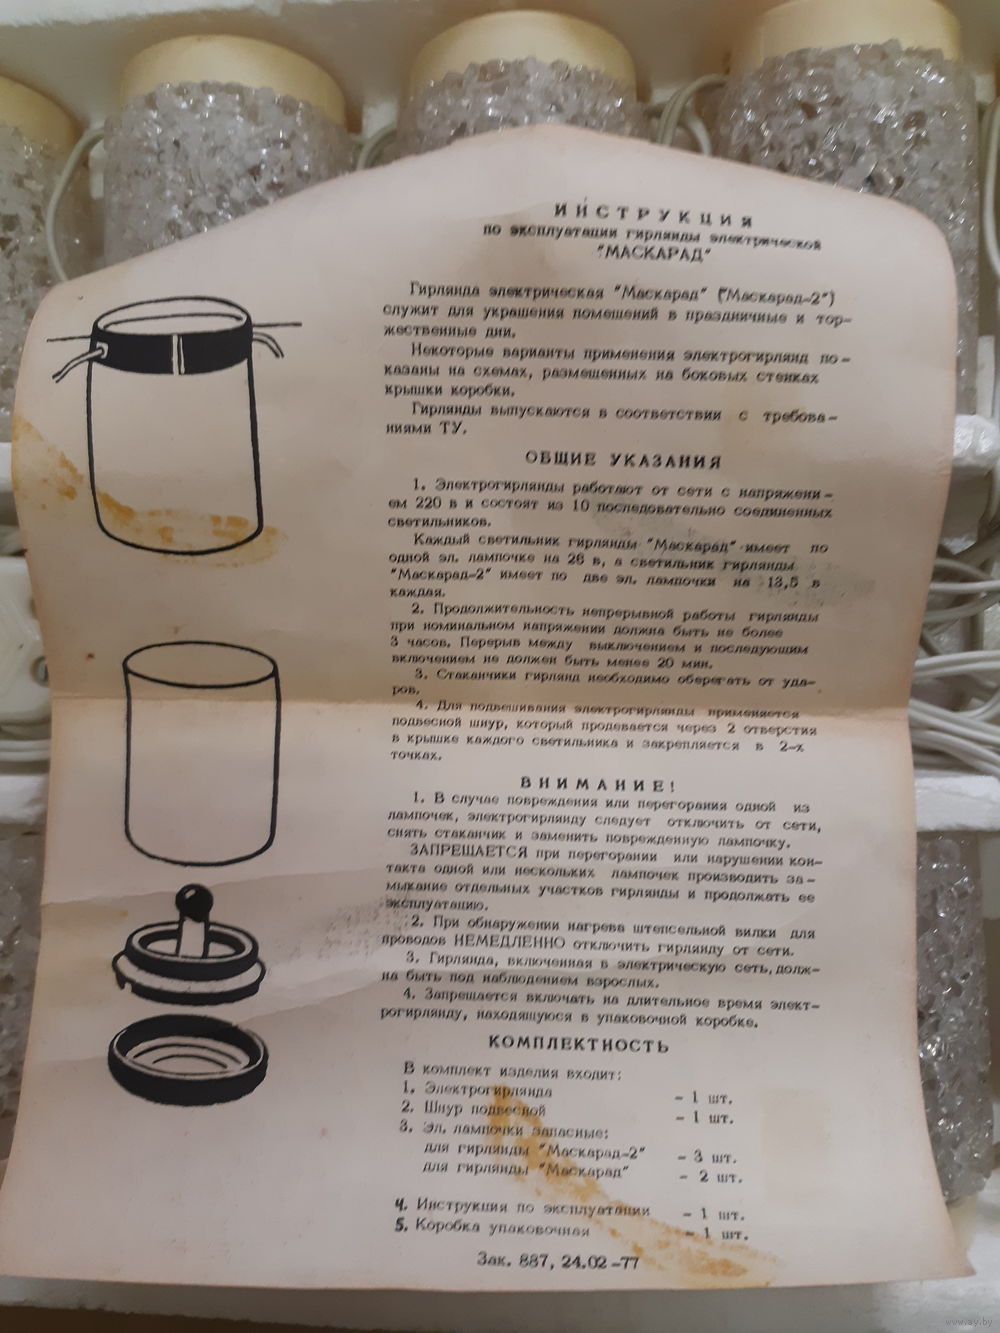 ИНСТРУКЦИЯ
по эксплуатации гирлянды электрической
"МАСКАРАД"
Гирлянда электрическая "Маскарад" ("Маскарад-2")
служит для украшения помещений в праздничные и тор-
жественные дни.
Некоторые варианты применения электрогирлянд по-
казаны на схемах, размещенных на боковых стенках
крышки коробки.
Гирлянды выпускаются в соответствии с требова-
ниями ТУ.
ОБЩИЕ УКАЗАНИЯ
1. Электрогирлянды работают от сети с напряжени-
ем 220 в и состоят из 10 последовательно соединенных
светильников.
Каждый светильник гирлянды "Маскарад" имеет по
одной эл. лампочке на 26 в, а светильник гирлянды
"Маскарад-2" имеет по две эл. лампочки на 13,5 в
каждая.
2. Продолжительность непрерывной работы гирлянды
при номинальном напряжении должна быть не более
3 часов. Перерыв между выключением и последующим
включением не должен быть менее 20 мин.
3. Стаканчики гирлянд необходимо оберегать от уда-
ров.
4. Для подвешивания электрогирлянды применяется
подвесной шнур, который продевается через 2 отверстия
в крышке каждого светильника и закрепляется в 2-х
точках.
ВНИМАНИЕ!
1. В случае повреждения или перегорания одной из
лампочек, электрогирлянду следует отключить от сети,
снять стаканчик и заменить поврежденную лампочку.
ЗАПРЕЩАЕТСЯ при перегорании или нарушении кон-
такта одной или нескольких лампочек производить за-
мыкание отдельных участков гирлянды и продолжать ее
эксплуатацию.
2. При обнаружении нагрева штепсельной вилки для
проводов НЕМЕДЛЕННО отключить гирлянду от сети.
3. Гирлянда, включенная в электрическую сеть, долж-
на быть под наблюдением взрослых.
4. Запрещается включать на длительное время элект-
рогирлянду, находящуюся в упаковочной коробке.
КОМПЛЕКТНОСТЬ
В комплект изделия входит:
1. Электрогирлянда - 1 шт.
2. Шнур подвесной - 1 шт.
3. Эл. лампочки запасные:
для гирлянды "Маскарад-2" - 3 шт.
для гирлянды "Маскарад" - 2 шт.
4. Инструкция по эксплуатации - 1 шт.
5. Коробка упаковочная - 1 шт.
Зак. 887, 24.02-77
www.ay.by